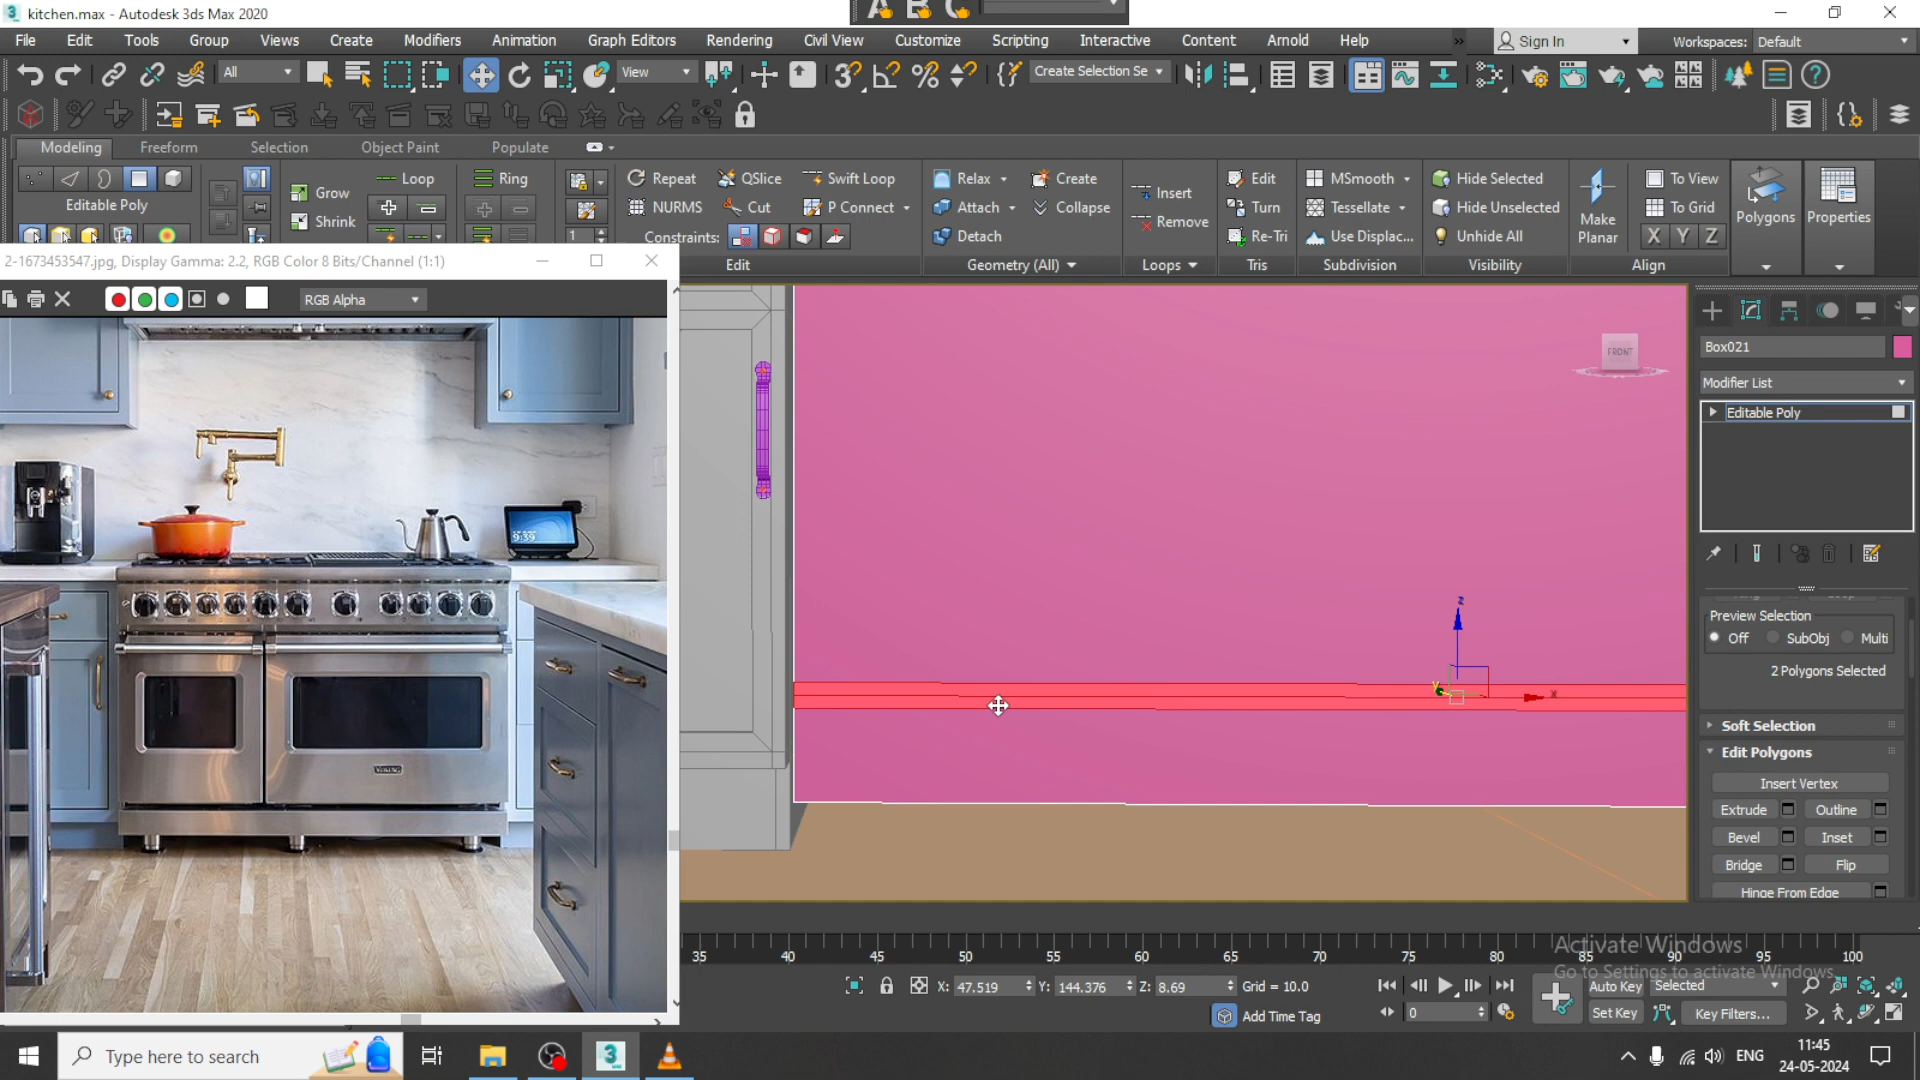 kitchen.max - Autodesk 3ds Max 2020
File Edit Tools Group Views Create Modifiers Animation Graph Editors Rendering Civil View Customize Scripting Interactive Content Arnold Help Sign In Workspaces: Default
All View Create Selection Se
Modeling Freeform Selection Object Paint Populate
Loop Ring Repeat QSlice Swift Loop Relax Create Edit MSmooth Hide Selected To View
Grow Insert
Editable Poly NURMS Cut P Connect Attach Collapse Turn Tessellate Hide Unselected Make To Grid Polygons Properties
Shrink Remove
1 Constraints: Detach Re-Tri Use Displac... Unhide All Planar X Y Z
Edit Geometry (All) Loops Tris Subdivision Visibility Align
2-1673453547.jpg, Display Gamma: 2.2, RGB Color 8 Bits/Channel (1:1)
RGB Alpha
FRONT
Box021
Modifier List
Editable Poly
9:39
VIKING
z
y
x
Preview Selection
Off SubObj Multi
2 Polygons Selected
Soft Selection
Edit Polygons
Insert Vertex
Extrude Outline
Bevel Inset
Bridge Flip
Hinge From Edge
35 40 45 50 55 60 65 70 75 80 85 90 95 100
Activate Windows
Go to Settings to activate Windows.
X: 47.519 Y: 144.376 Z: 8.69 Grid = 10.0 Auto Key Selected
Add Time Tag 0 Set Key Key Filters...
Type here to search
3
ENG
11:45
24-05-2024